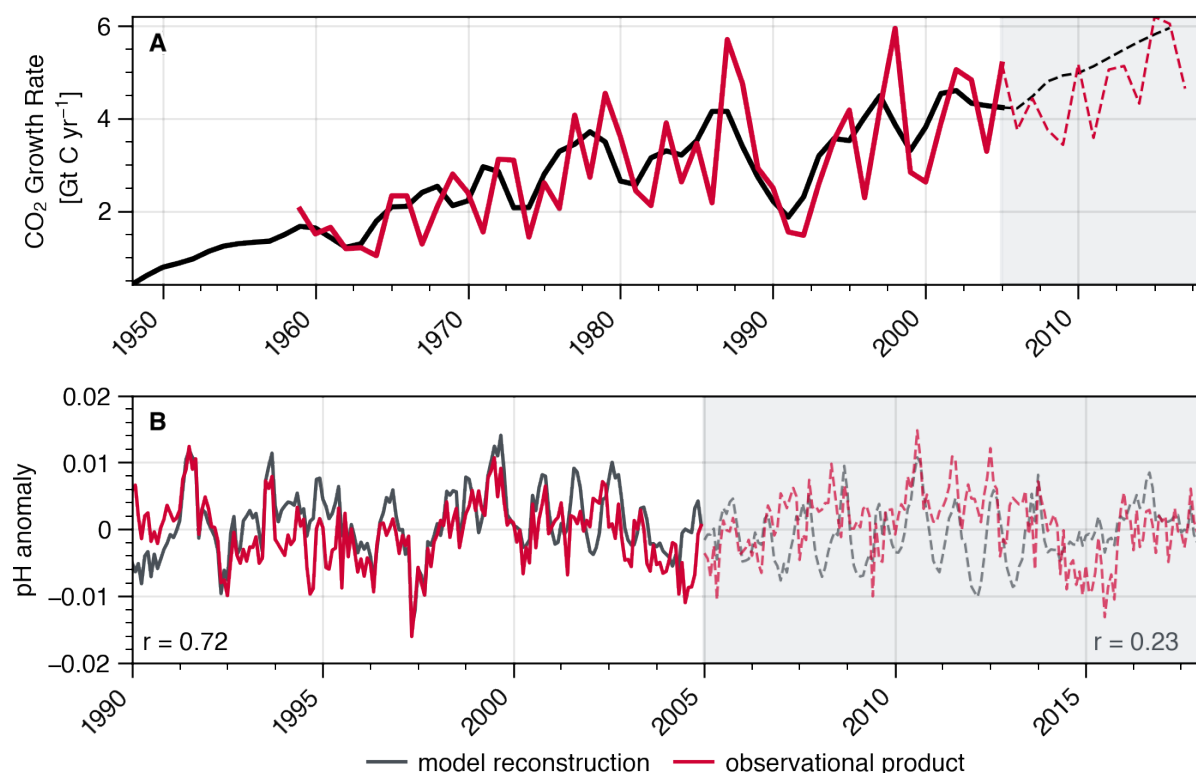 A
CO₂ Growth Rate
[Gt C yr⁻¹]
6
4
2
1950
1960
1970
1980
1990
2000
2010
B
pH anomaly
0.02
0.01
0
−0.01
−0.02
r = 0.72
r = 0.23
1990
1995
2000
2005
2010
2015
model reconstruction
observational product